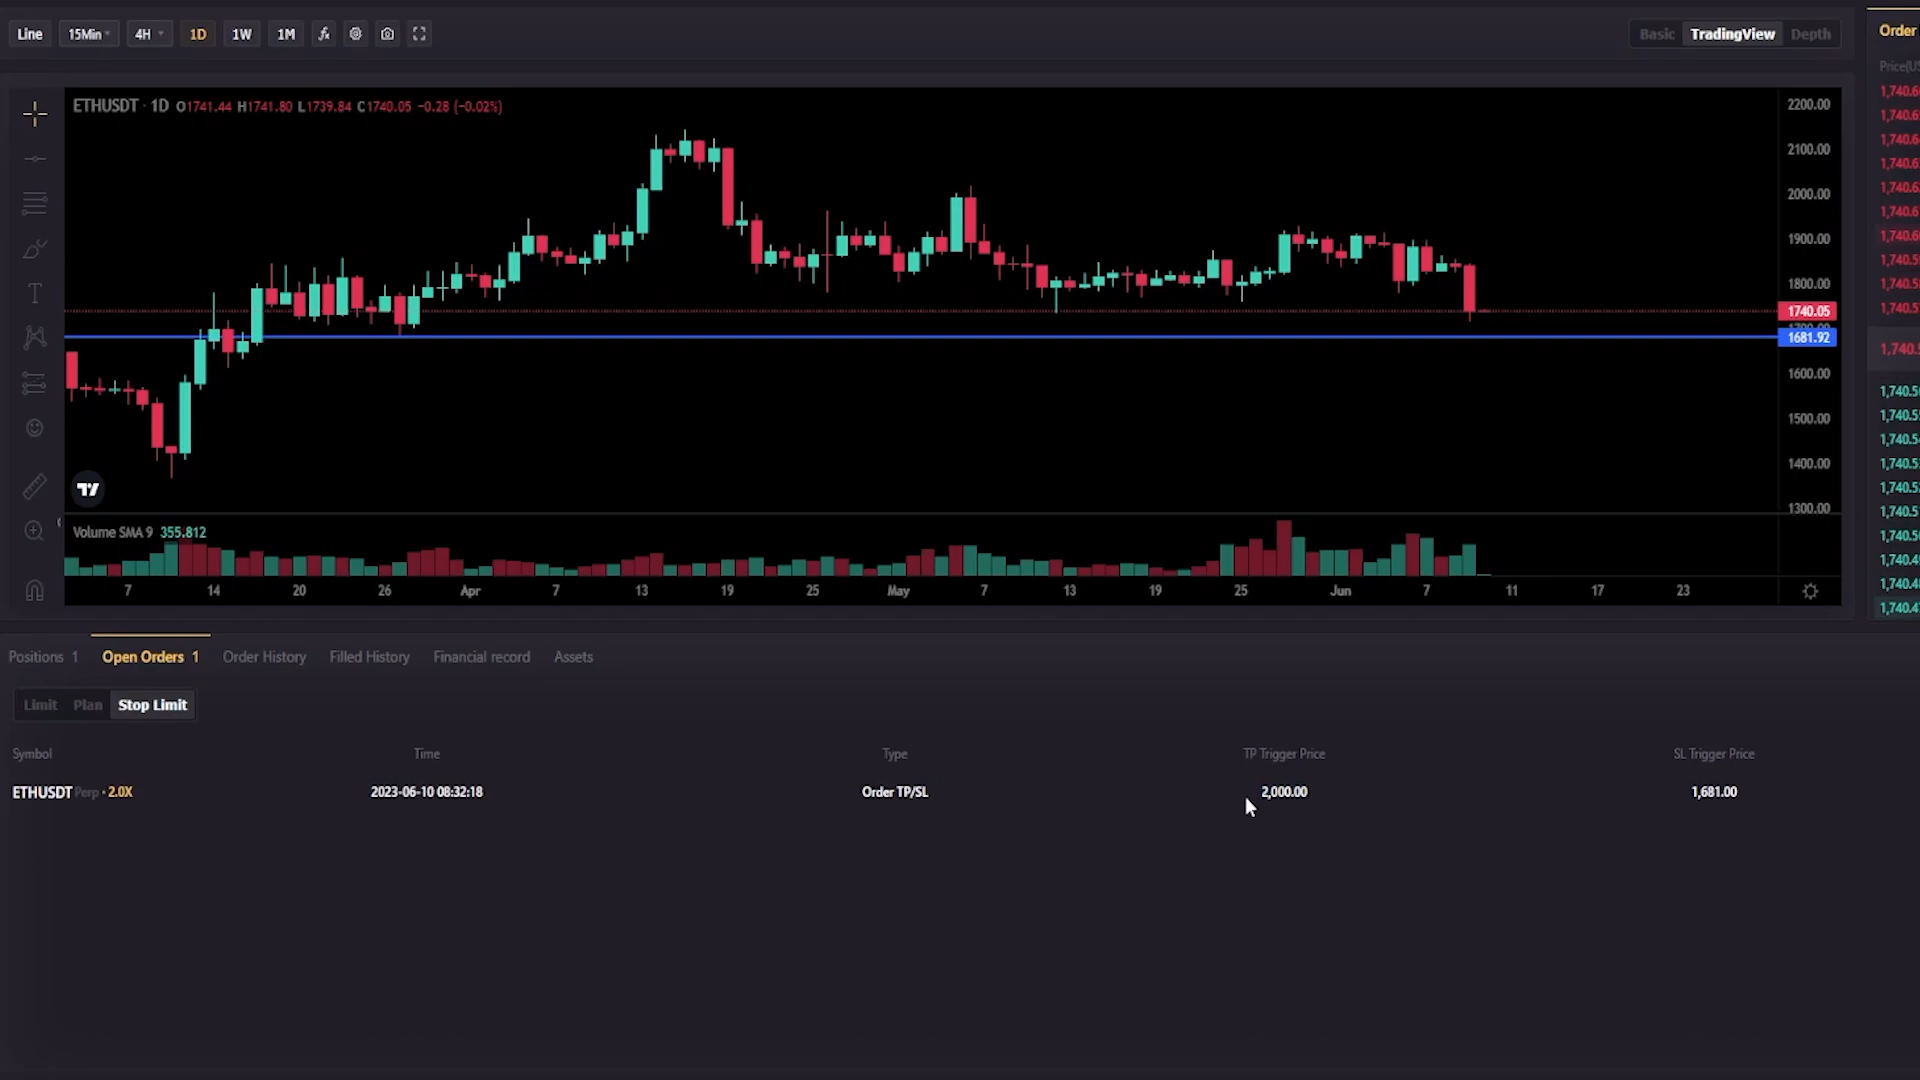 Line 15Min 4H 1D 1W 1M
Basic TradingView Depth
Order
ETHUSDT · 1D O1741.44 H1741.80 L1739.84 C1740.05 −0.28 (−0.02%)
2200.00
2100.00
2000.00
1900.00
1800.00
1740.05
1681.92
1600.00
1500.00
1400.00
1300.00
Volume SMA 9 355.812
7 14 20 26 Apr 7 13 19 25 May 7 13 19 25 Jun 7 11 17 23
Price(US
1,740.6
1,740.6
1,740.6
1,740.6
1,740.6
1,740.6
1,740.6
1,740.5
1,740.5
1,740.5
1,740.5
1,740.5
1,740.5
1,740.5
1,740.5
1,740.5
1,740.5
1,740.5
1,740.4
1,740.4
1,740.4
Positions 1 Open Orders 1 Order History Filled History Financial record Assets
Limit Plan Stop Limit
Symbol Time Type TP Trigger Price SL Trigger Price
ETHUSDT Perp · 2.0X 2023-06-10 08:32:18 Order TP/SL 2,000.00 1,681.00